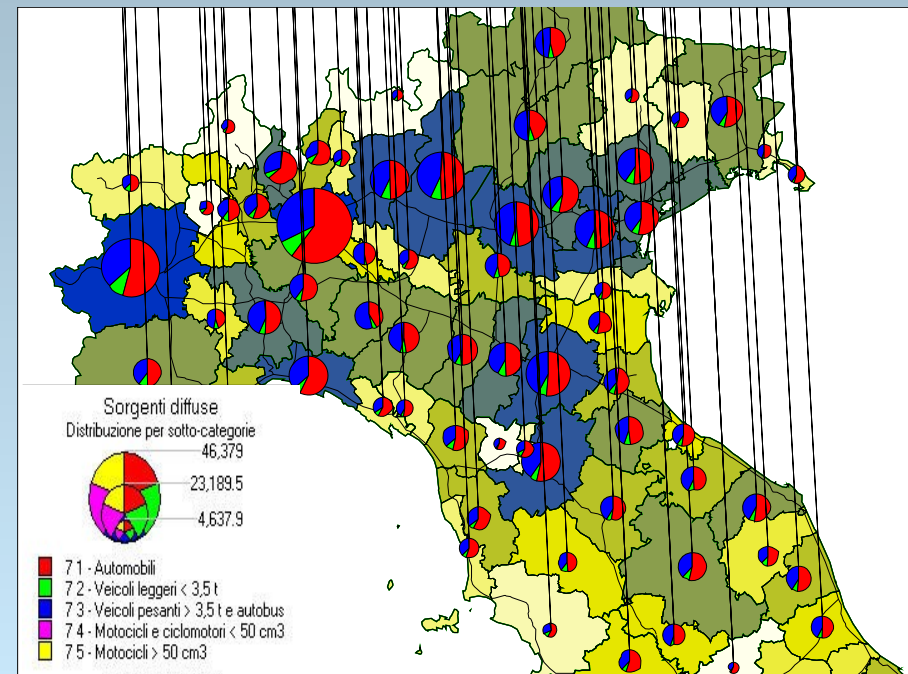 Sorgenti diffuse
Distribuzione per sotto-categorie
46,379
23,189.5
4,637.9
7 1 - Automobili
7 2 - Veicoli leggeri < 3,5 t
7 3 - Veicoli pesanti > 3,5 t e autobus
7 4 - Motocicli e ciclomotori < 50 cm3
7 5 - Motocicli > 50 cm3